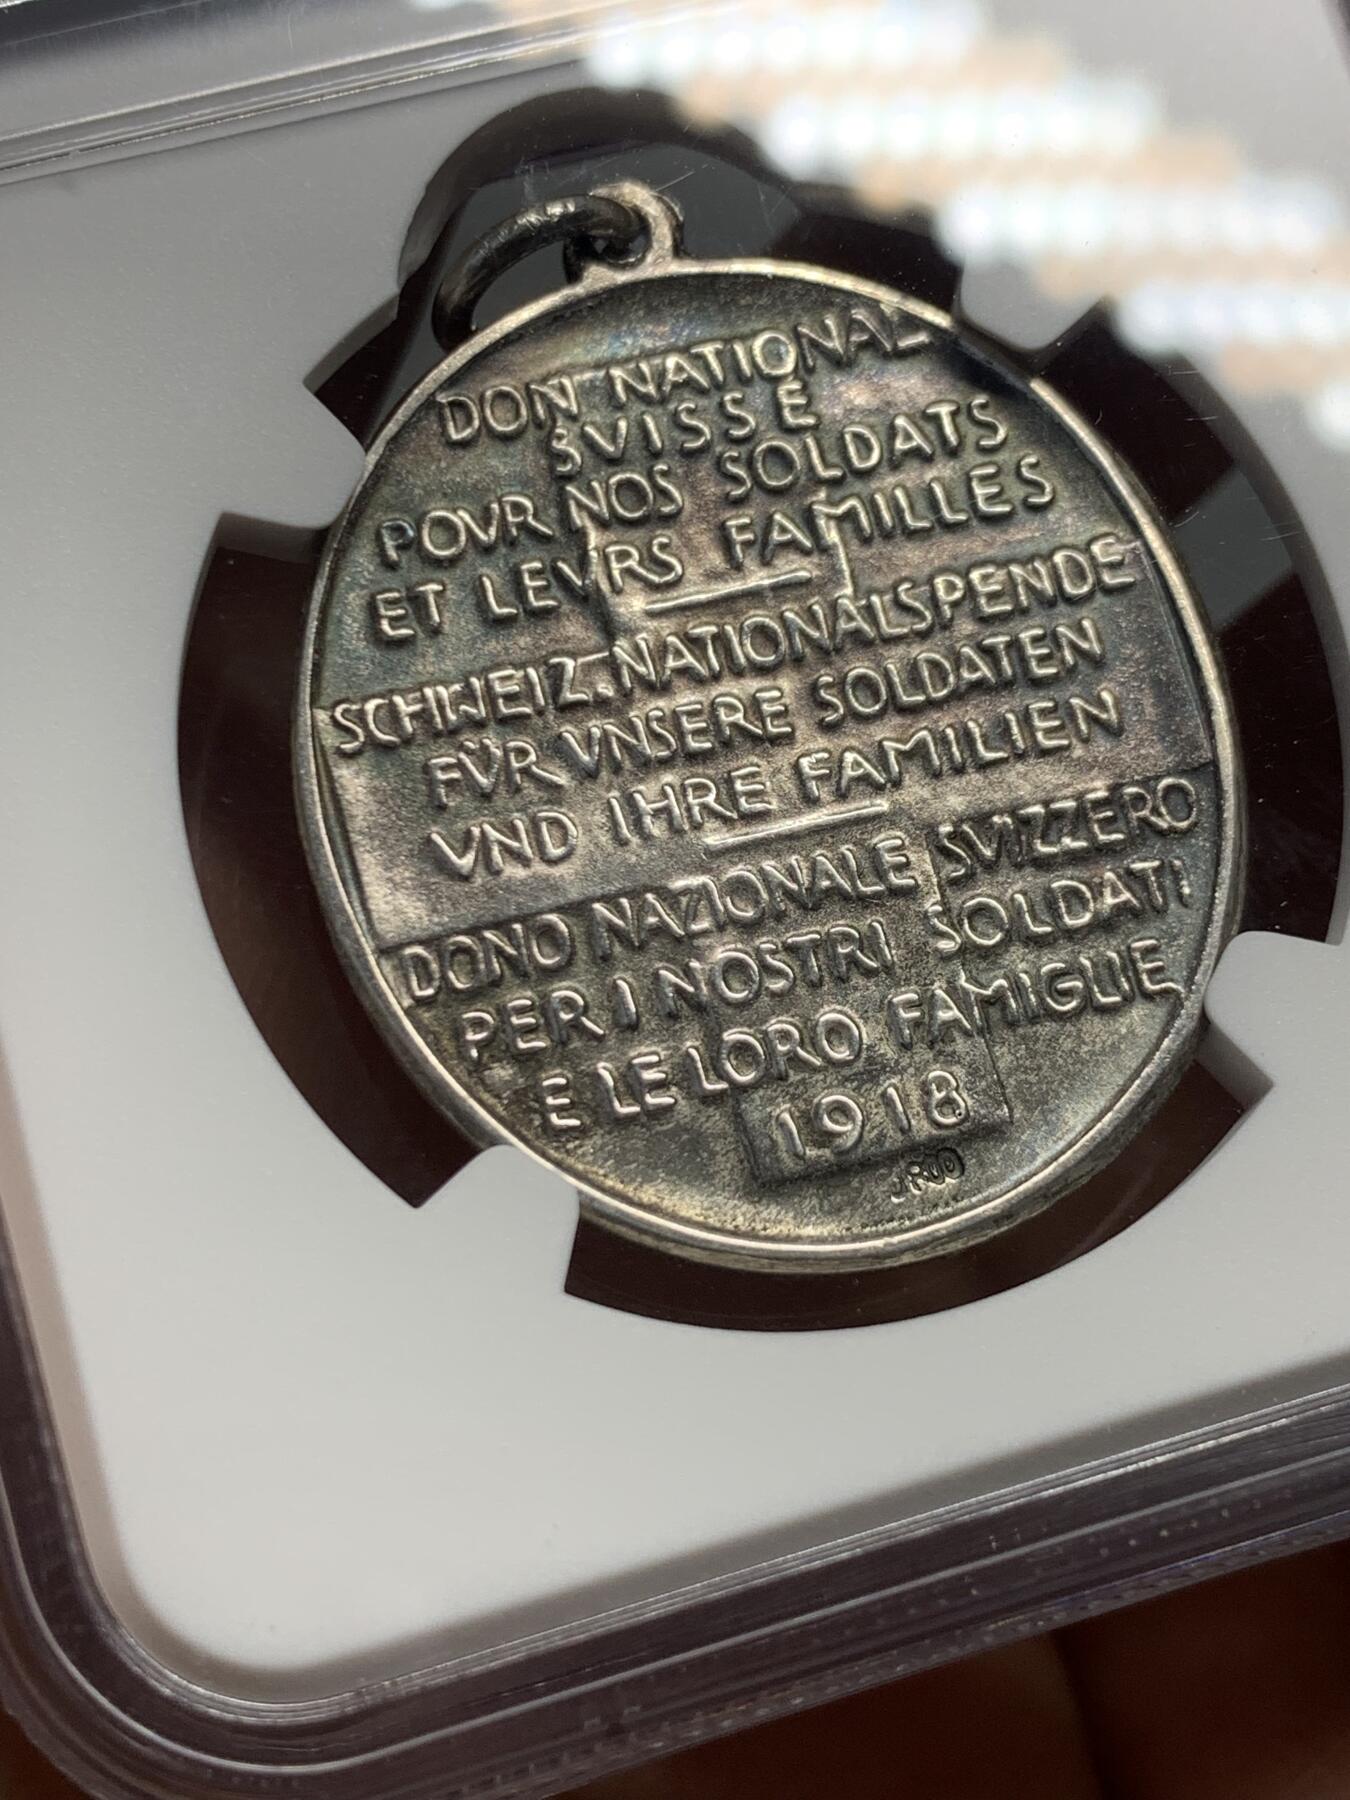 DON NATIONAL
SVISSE
POVR NOS SOLDATS
ET LEVRS FAMILLES
SCHWEIZ. NATIONALSPENDE
FÜR VNSERE SOLDATEN
VND IHRE FAMILIEN
DONO NAZIONALE SVIZZERO
PER I NOSTRI SOLDATI
E LE LORO FAMIGLIE
1918